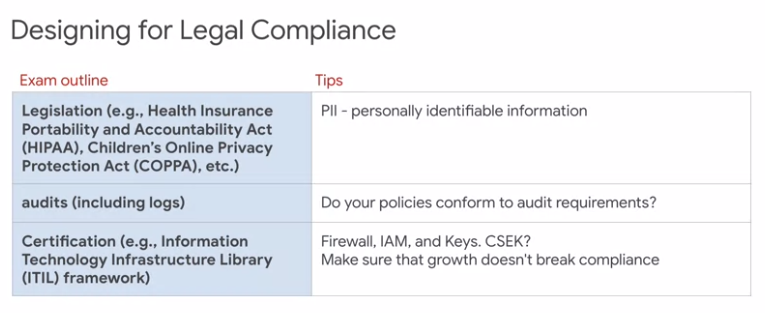 Designing for Legal Compliance
Exam outline
Tips
Legislation (e.g., Health Insurance
Portability and Accountability Act
(HIPAA), Children's Online Privacy
Protection Act (COPPA), etc.)
PII - personally identifiable information
audits (including logs)
Do your policies conform to audit requirements?
Certification (e.g., Information
Technology Infrastructure Library
(ITIL) framework)
Firewall, IAM, and Keys. CSEK?
Make sure that growth doesn't break compliance